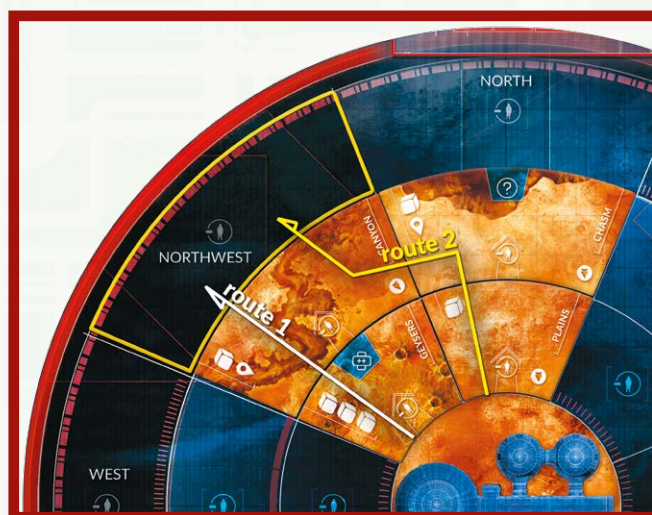 NORTH
?
CANYON
CHASM
route 2
NORTHWEST
route 1
GEYSERS
PLAINS
WEST